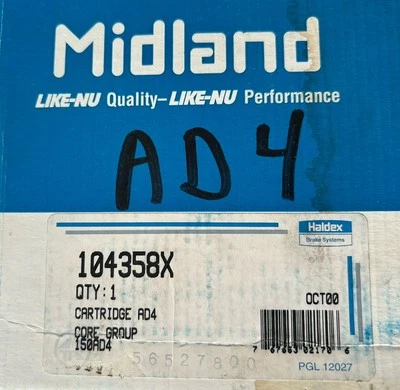 Midland
LIKE-NU Quality–LIKE-NU Performance
AD4
Haldex
Brake Systems
104358X
QTY:1
OCT00
CARTRIDGE AD4
CORE GROUP
150AD4
56527800
PGL 12027